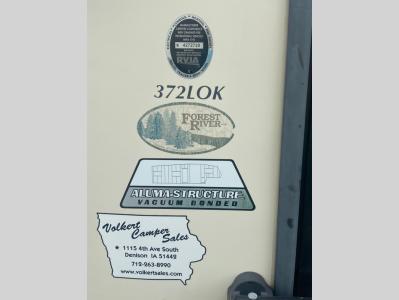 RVIA
372LOK
FOREST
RIVER
ALUMA-STRUCTURE
VACUUM BONDED
Volkert
Camper
Sales
★ 1115 4th Ave South
Denison IA 51442
712-263-8990
www.volkertsales.com